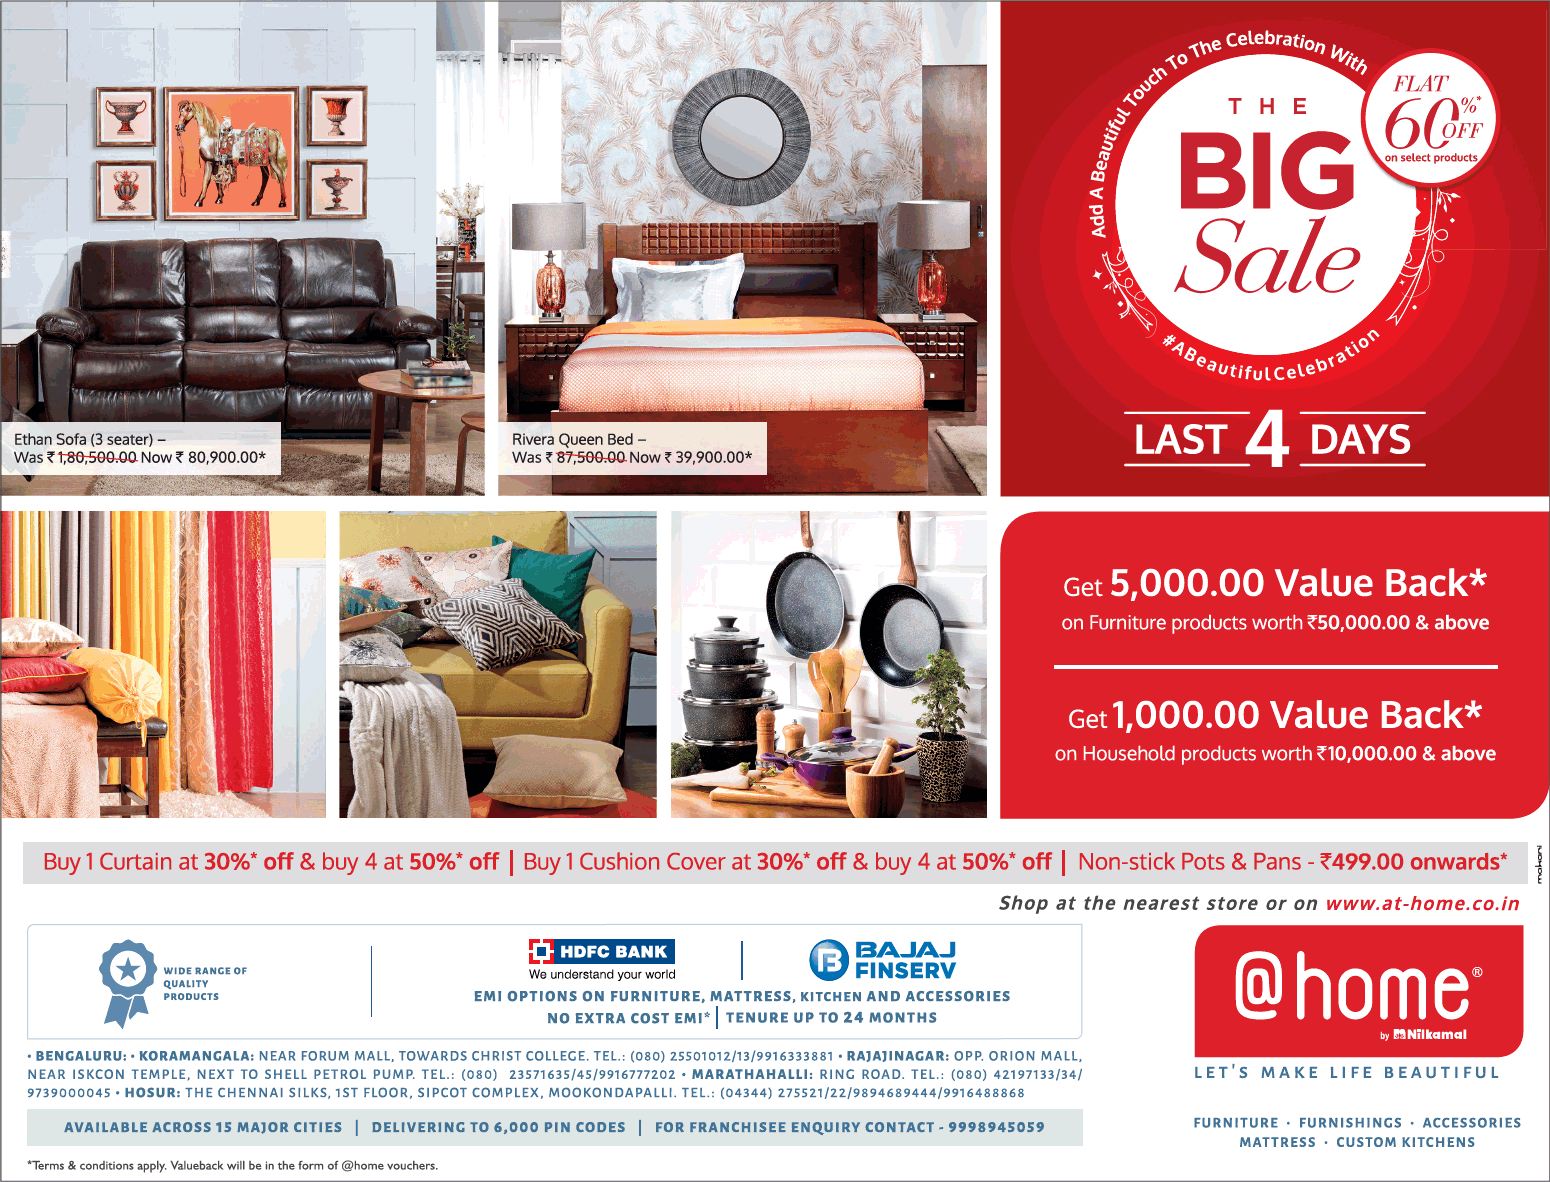 Add A Beautiful Touch To The Celebration With
THE
BIG
Sale
FLAT
60%*
OFF
on select products
#ABeautifulCelebration
LAST 4 DAYS
Ethan Sofa (3 seater) –
Was ₹ 1,80,500.00 Now ₹ 80,900.00*
Rivera Queen Bed –
Was ₹ 87,500.00 Now ₹ 39,900.00*
Get 5,000.00 Value Back*
on Furniture products worth ₹50,000.00 & above
Get 1,000.00 Value Back*
on Household products worth ₹10,000.00 & above
Buy 1 Curtain at 30%* off & buy 4 at 50%* off | Buy 1 Cushion Cover at 30%* off & buy 4 at 50%* off | Non-stick Pots & Pans - ₹499.00 onwards*
makani
Shop at the nearest store or on www.at-home.co.in
WIDE RANGE OF
QUALITY
PRODUCTS
HDFC BANK
We understand your world
BAJAJ
FINSERV
EMI OPTIONS ON FURNITURE, MATTRESS, KITCHEN AND ACCESSORIES
NO EXTRA COST EMI* | TENURE UP TO 24 MONTHS
@home®
by Nilkamal
LET'S MAKE LIFE BEAUTIFUL
• BENGALURU: • KORAMANGALA: NEAR FORUM MALL, TOWARDS CHRIST COLLEGE. TEL.: (080) 25501012/13/9916333881 • RAJAJINAGAR: OPP. ORION MALL,
NEAR ISKCON TEMPLE, NEXT TO SHELL PETROL PUMP. TEL.: (080) 23571635/45/9916777202 • MARATHAHALLI: RING ROAD. TEL.: (080) 42197133/34/
9739000045 • HOSUR: THE CHENNAI SILKS, 1ST FLOOR, SIPCOT COMPLEX, MOOKONDAPALLI. TEL.: (04344) 275521/22/9894689444/9916488868
AVAILABLE ACROSS 15 MAJOR CITIES | DELIVERING TO 6,000 PIN CODES | FOR FRANCHISEE ENQUIRY CONTACT - 9998945059
FURNITURE • FURNISHINGS • ACCESSORIES
MATTRESS • CUSTOM KITCHENS
*Terms & conditions apply. Valueback will be in the form of @home vouchers.